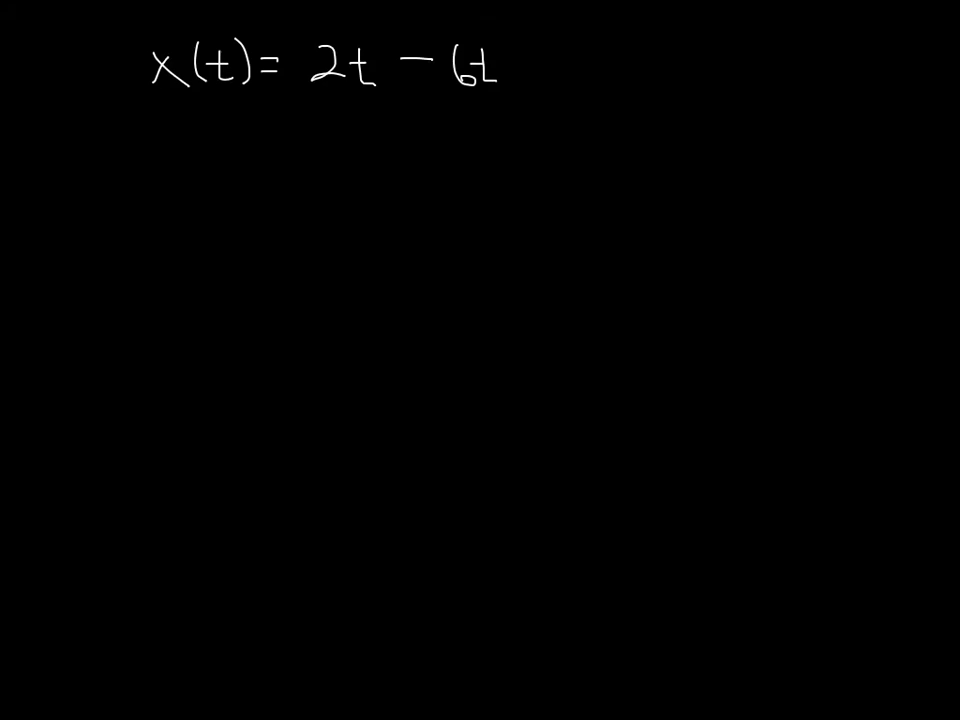 x(t) = 2t - 6t